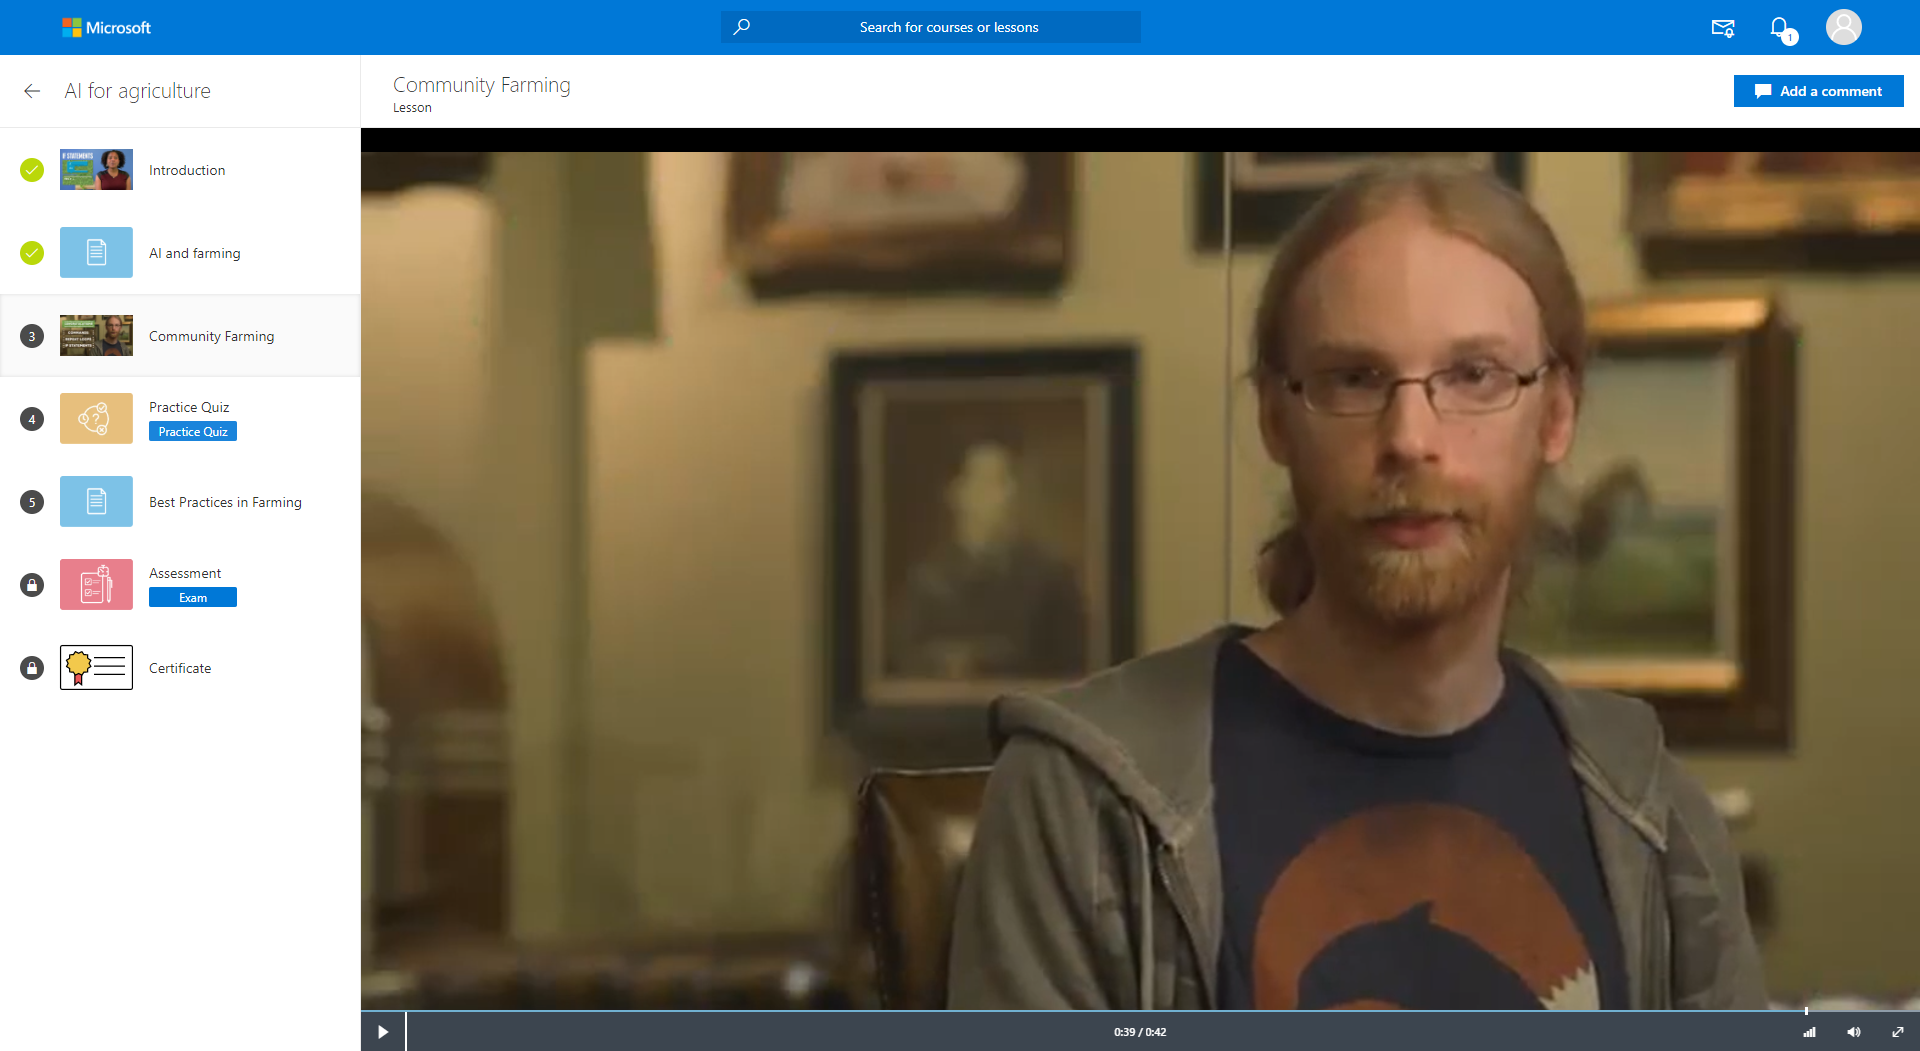 Microsoft
Search for courses or lessons
1
AI for agriculture
Community Farming
Lesson
Add a comment
IF STATEMENTS
Introduction
AI and farming
3
Community Farming
4
Practice Quiz
Practice Quiz
5
Best Practices in Farming
Assessment
Exam
Certificate
0:39 / 0:42